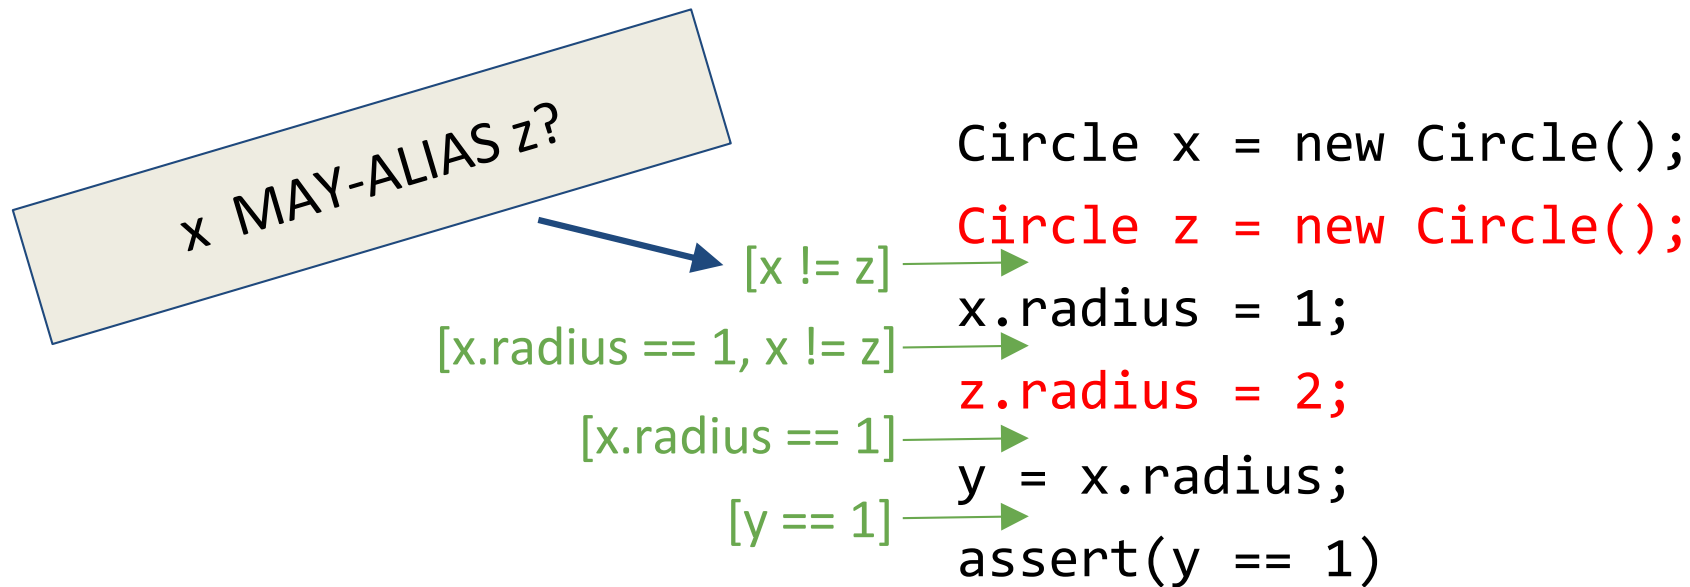 x MAY-ALIAS z?
Circle x = new Circle();
Circle z = new Circle();
[x != z]
x.radius = 1;
[x.radius == 1, x != z]
z.radius = 2;
[x.radius == 1]
y = x.radius;
[y == 1]
assert(y == 1)